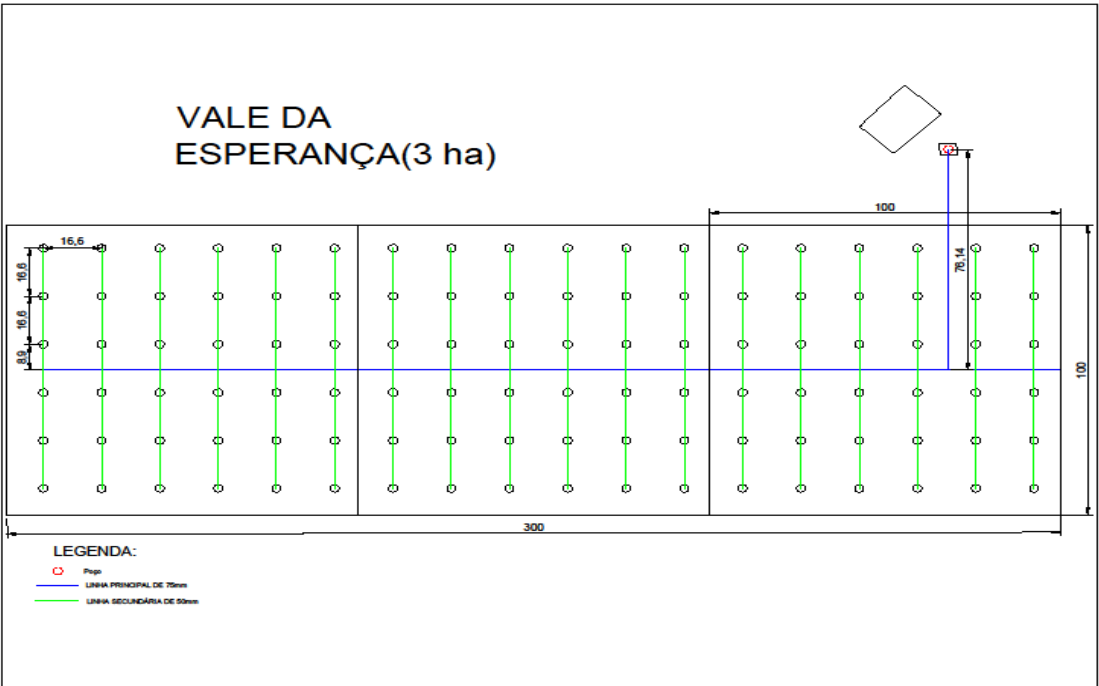 VALE DA
ESPERANÇA(3 ha)
100
16,6
16,6
16,6
8,9
76,14
100
300
LEGENDA:
Poço
LINHA PRINCIPAL DE 75mm
LINHA SECUNDÁRIA DE 50mm